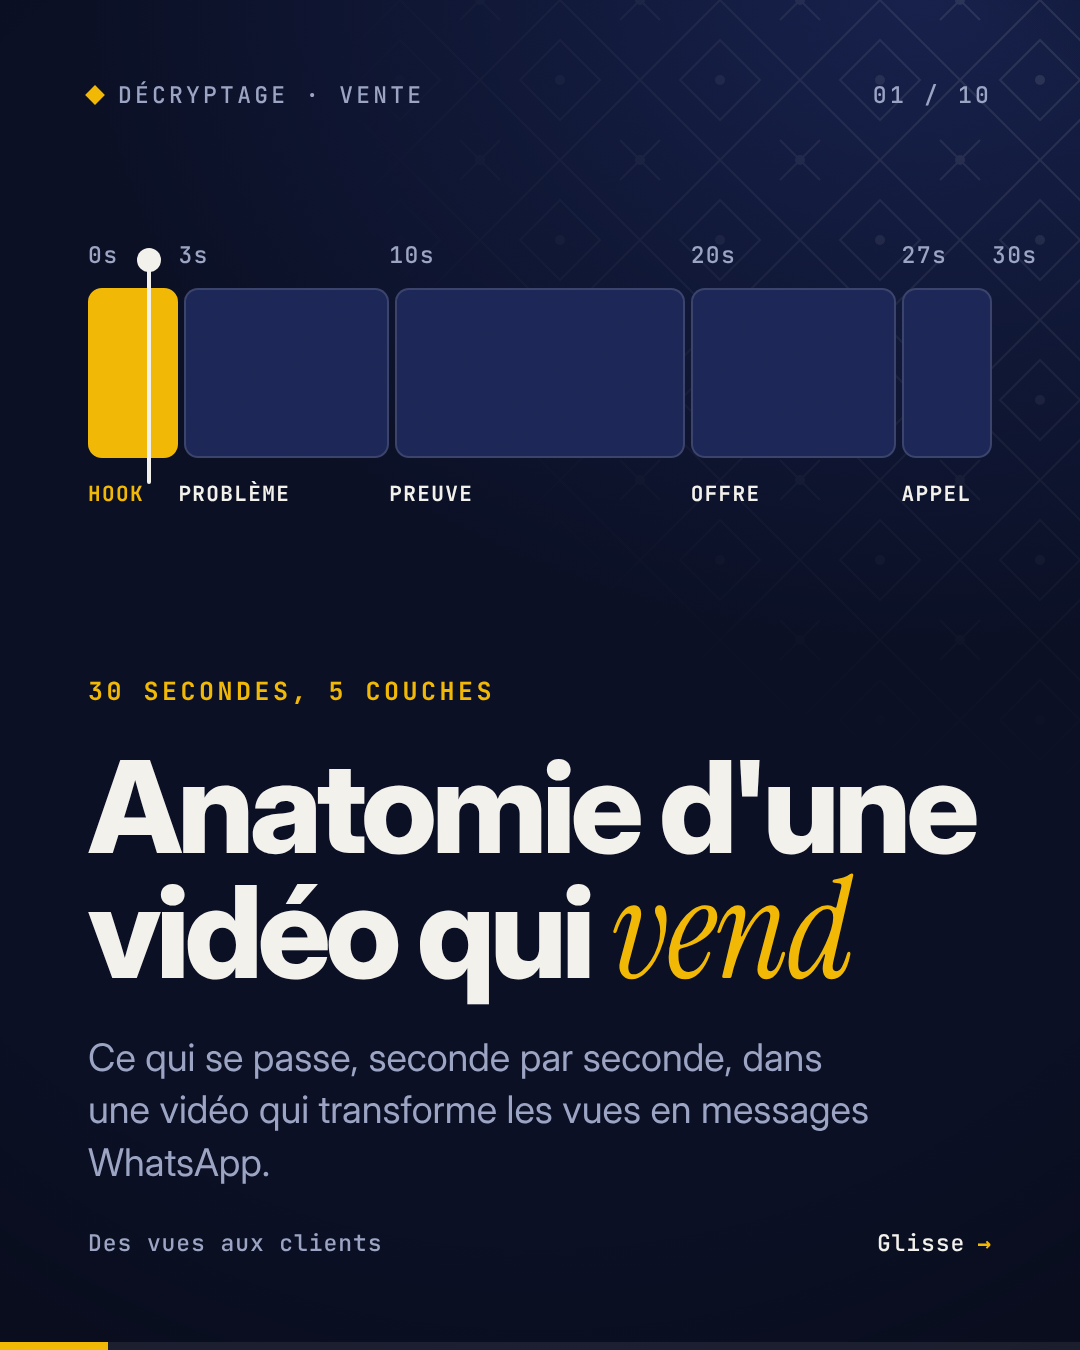 DÉCRYPTAGE · VENTE
01 / 10
0s 3s 10s 20s 27s 30s
HOOK PROBLÈME PREUVE OFFRE APPEL
30 SECONDES, 5 COUCHES
Anatomie d'une
vidéo qui vend
Ce qui se passe, seconde par seconde, dans
une vidéo qui transforme les vues en messages
WhatsApp.
Des vues aux clients
Glisse →